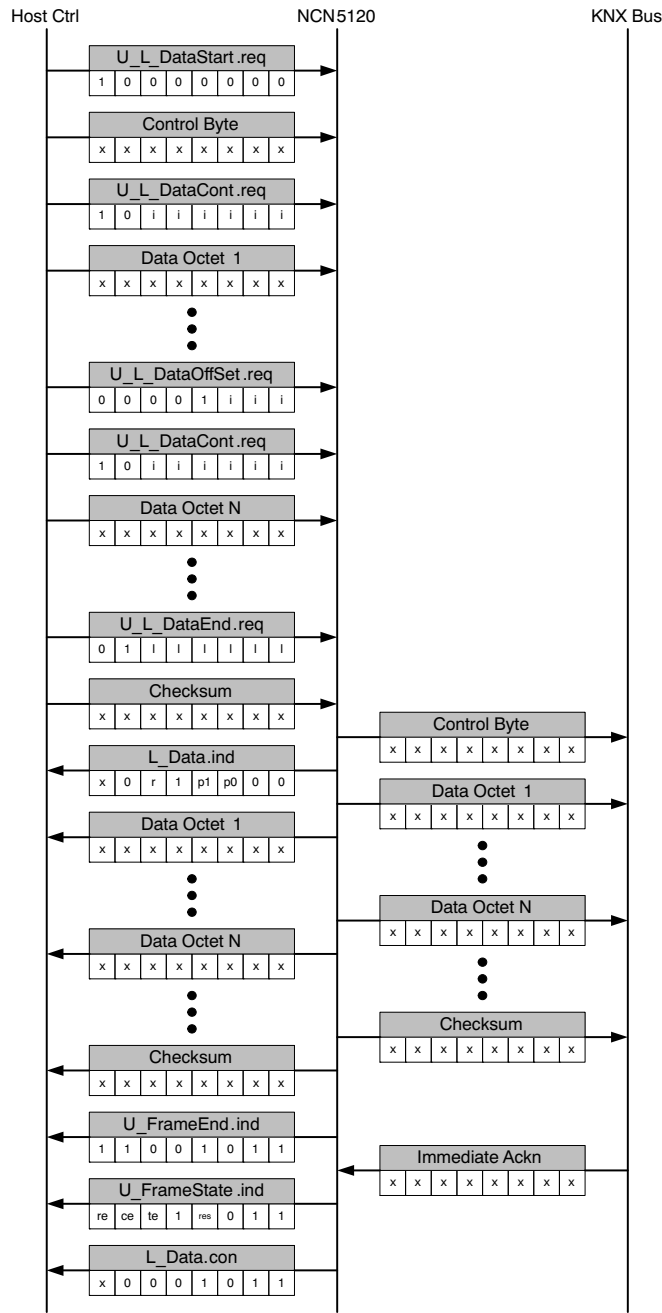 Host Ctrl NCN5120 KNX Bus
U_L_DataStart.req
1 0 0 0 0 0 0 0
Control Byte
x x x x x x x x
U_L_DataCont.req
1 0 i i i i i i
Data Octet 1
x x x x x x x x
U_L_DataOffSet.req
0 0 0 0 1 i i i
U_L_DataCont.req
1 0 i i i i i i
Data Octet N
x x x x x x x x
U_L_DataEnd.req
0 1 l l l l l l
Checksum
x x x x x x x x
Control Byte
x x x x x x x x
L_Data.ind
x 0 r 1 p1 p0 0 0
Data Octet 1
x x x x x x x x
Data Octet 1
x x x x x x x x
Data Octet N
x x x x x x x x
Data Octet N
x x x x x x x x
Checksum
x x x x x x x x
Checksum
x x x x x x x x
U_FrameEnd.ind
1 1 0 0 1 0 1 1
Immediate Ackn
x x x x x x x x
U_FrameState.ind
re ce te 1 res 0 1 1
L_Data.con
x 0 0 0 1 0 1 1